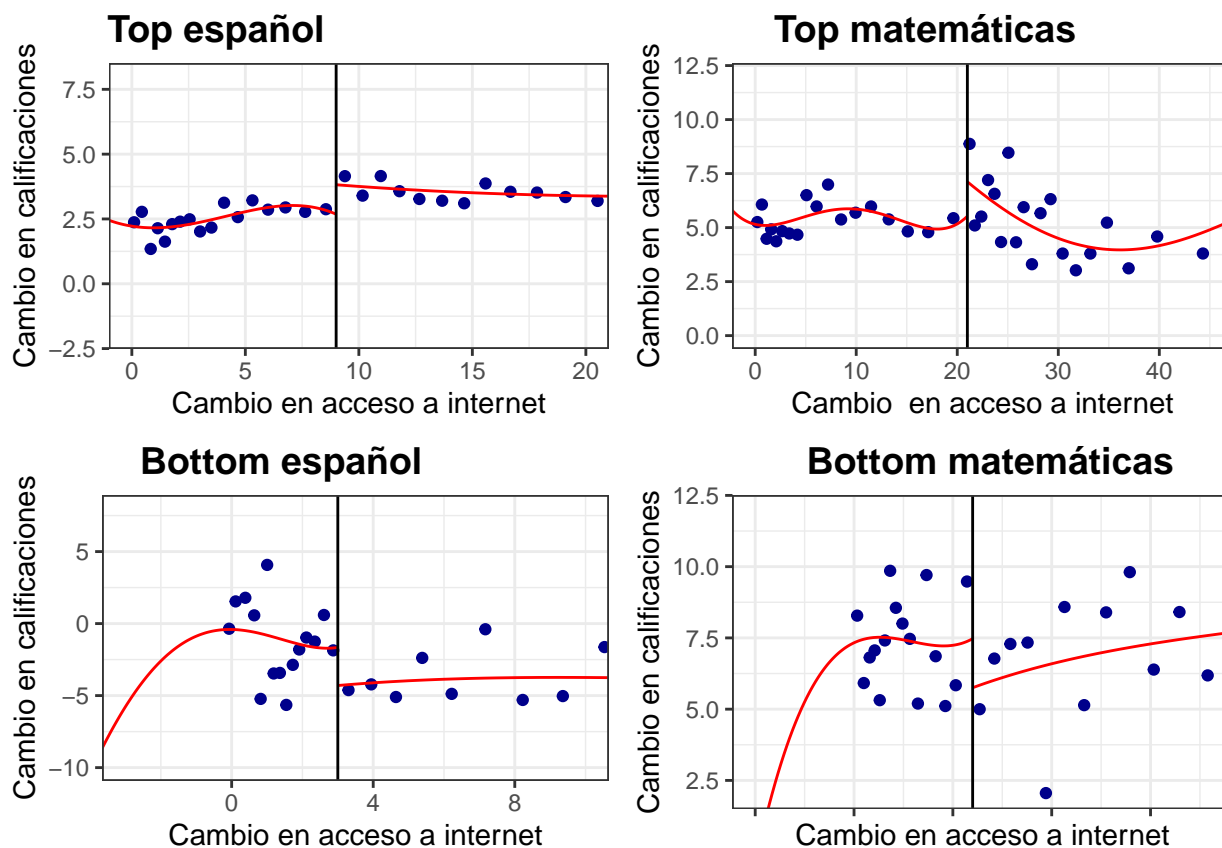 Top español
Cambio en calificaciones
7.5
5.0
2.5
0.0
−2.5
0 5 10 15 20
Cambio en acceso a internet
Top matemáticas
Cambio en calificaciones
12.5
10.0
7.5
5.0
2.5
0.0
0 10 20 30 40
Cambio  en acceso a internet
Bottom español
Cambio en calificaciones
5
0
−5
−10
0 4 8
Cambio en acceso a internet
Bottom matemáticas
Cambio en calificaciones
12.5
10.0
7.5
5.0
2.5
Cambio en acceso a internet